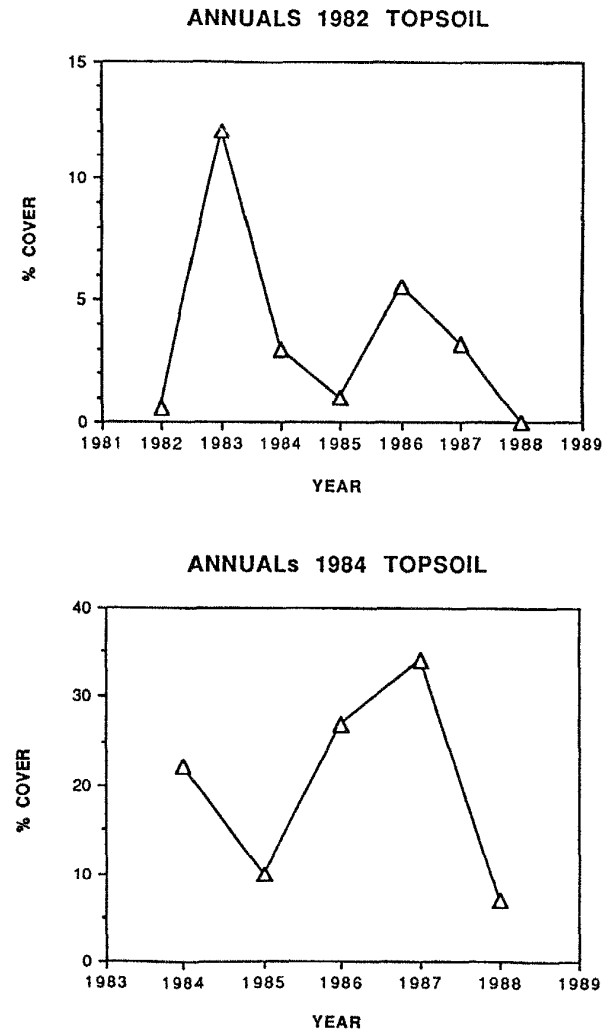 ANNUALS 1982 TOPSOIL
15
10
5
0
% COVER
1981 1982 1983 1984 1985 1986 1987 1988 1989
YEAR
ANNUALs 1984 TOPSOIL
40
30
20
10
0
% COVER
1983 1984 1985 1986 1987 1988 1989
YEAR